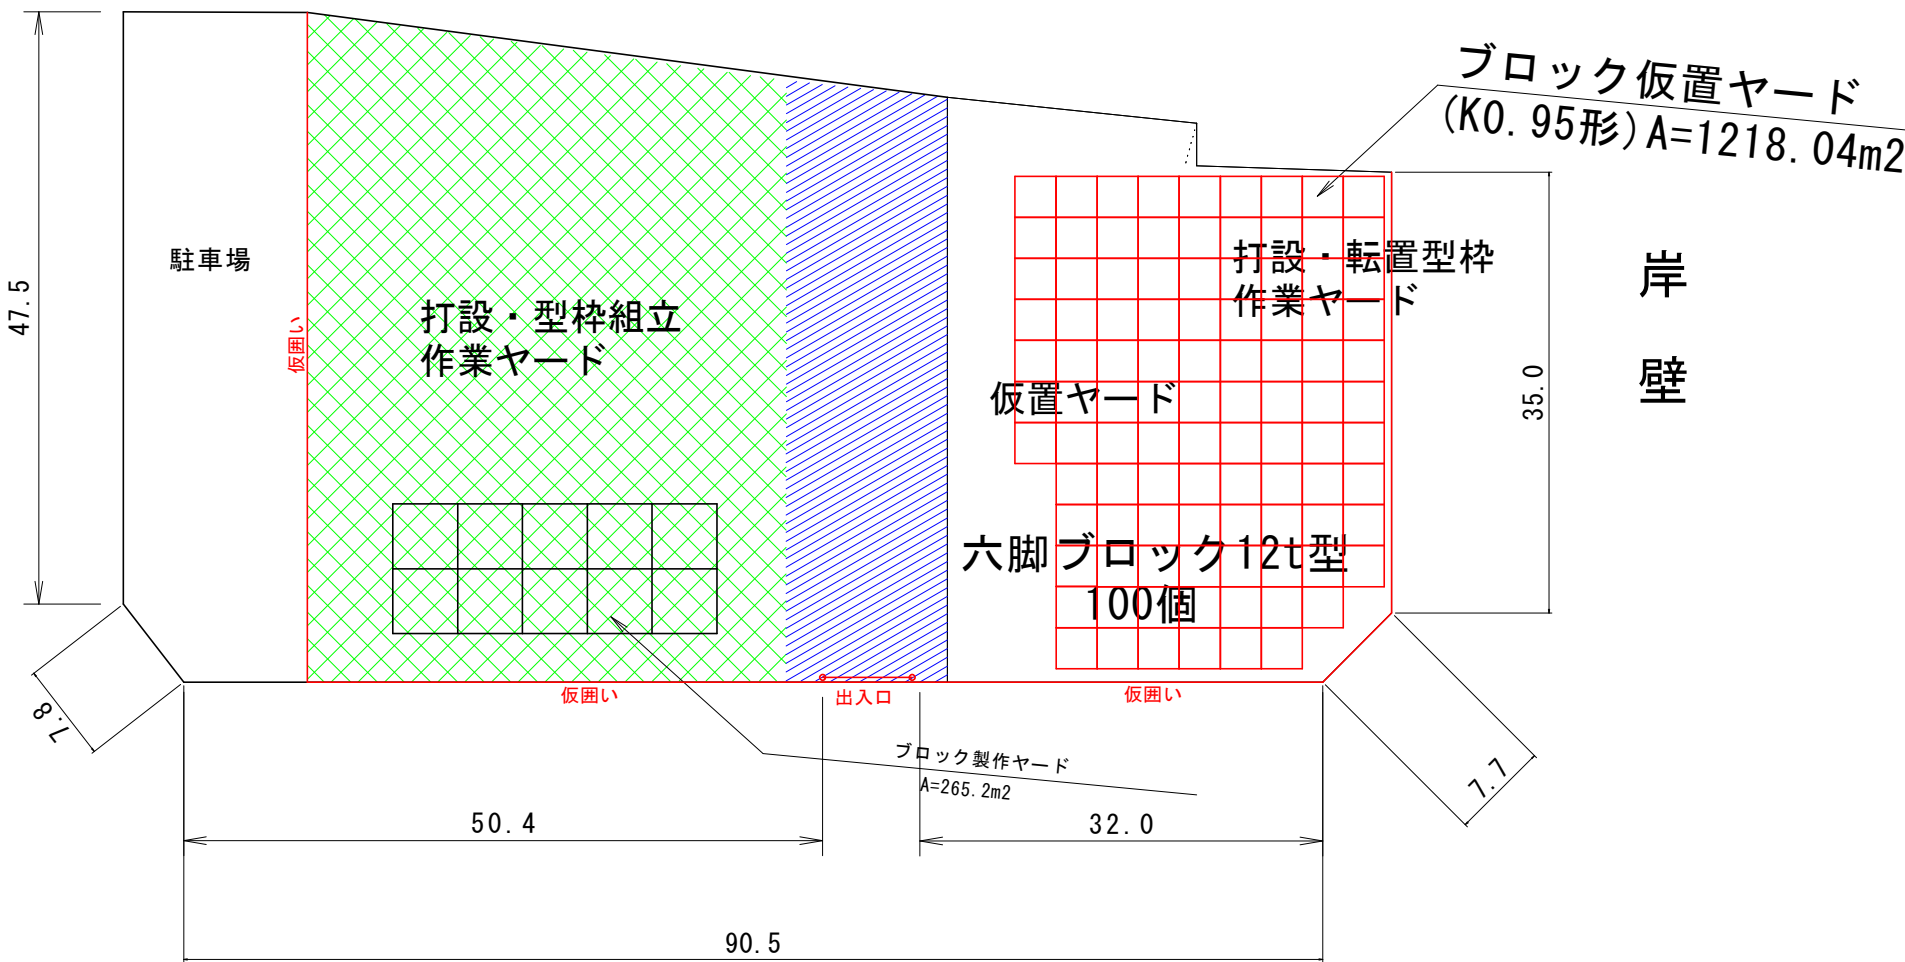 ブロック仮置ヤード
(K0.95形)A=1218.04m2
47.5
駐車場
仮囲い
打設・型枠組立
作業ヤード
打設・転置型枠
作業ヤード
仮置ヤード
岸
壁
35.0
六脚ブロック12t型
100個
仮囲い
出入口
仮囲い
7.8
ブロック製作ヤード
A=265.2m2
7.7
50.4
32.0
90.5